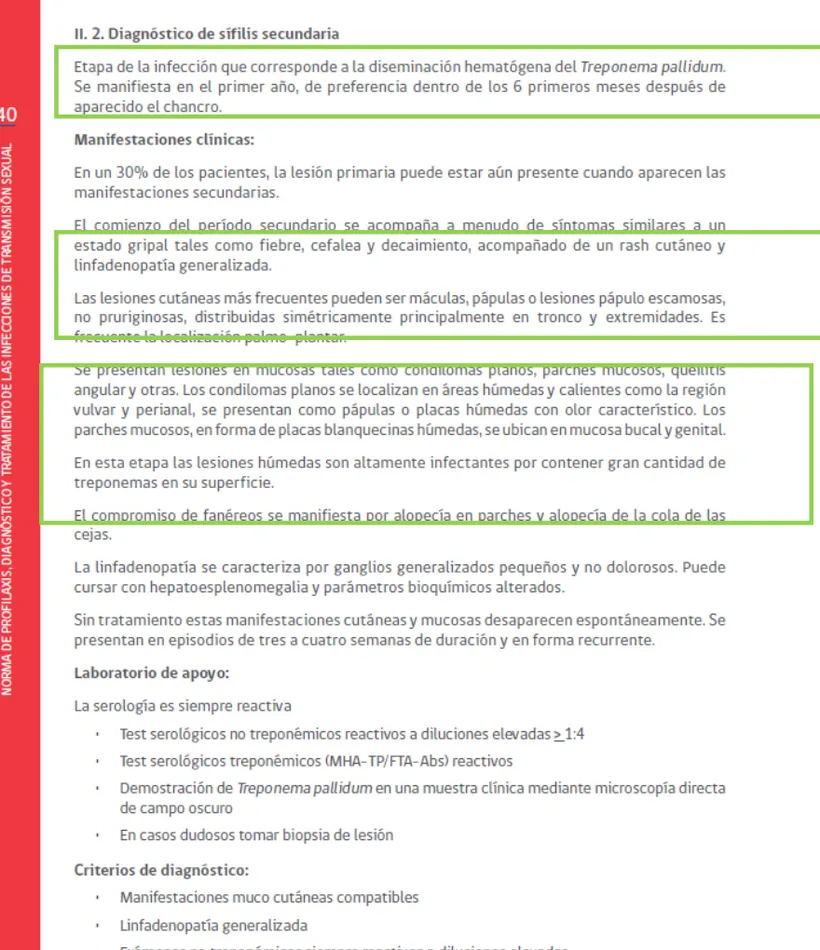 II. 2. Diagnóstico de sífilis secundaria
Etapa de la infección que corresponde a la diseminación hematógena del Treponema pallidum.
Se manifiesta en el primer año, de preferencia dentro de los 6 primeros meses después de
aparecido el chancro.
40
NORMA DE PROFILAXIS, DIAGNÓSTICO Y TRATAMIENTO DE LAS INFECCIONES DE TRANSMISIÓN SEXUAL
Manifestaciones clínicas:
En un 30% de los pacientes, la lesión primaria puede estar aún presente cuando aparecen las
manifestaciones secundarias.
El comienzo del período secundario se acompaña a menudo de síntomas similares a un
estado gripal tales como fiebre, cefalea y decaimiento, acompañado de un rash cutáneo y
linfadenopatía generalizada.
Las lesiones cutáneas más frecuentes pueden ser máculas, pápulas o lesiones pápulo escamosas,
no pruriginosas, distribuidas simétricamente principalmente en tronco y extremidades. Es
frecuente la localización palmo-plantar.
Se presentan lesiones en mucosas tales como condilomas planos, parches mucosos, queilitis
angular y otras. Los condilomas planos se localizan en áreas húmedas y calientes como la región
vulvar y perianal, se presentan como pápulas o placas húmedas con olor característico. Los
parches mucosos, en forma de placas blanquecinas húmedas, se ubican en mucosa bucal y genital.
En esta etapa las lesiones húmedas son altamente infectantes por contener gran cantidad de
treponemas en su superficie.
El compromiso de fanéreos se manifiesta por alopecía en parches y alopecía de la cola de las
cejas.
La linfadenopatía se caracteriza por ganglios generalizados pequeños y no dolorosos. Puede
cursar con hepatoesplenomegalia y parámetros bioquímicos alterados.
Sin tratamiento estas manifestaciones cutáneas y mucosas desaparecen espontáneamente. Se
presentan en episodios de tres a cuatro semanas de duración y en forma recurrente.
Laboratorio de apoyo:
La serología es siempre reactiva
· Test serológicos no treponémicos reactivos a diluciones elevadas > 1:4
· Test serológicos treponémicos (MHA-TP/FTA-Abs) reactivos
· Demostración de Treponema pallidum en una muestra clínica mediante microscopía directa
de campo oscuro
· En casos dudosos tomar biopsia de lesión
Criterios de diagnóstico:
· Manifestaciones muco cutáneas compatibles
· Linfadenopatía generalizada
· Exámenes no treponémicos siempre reactivos a diluciones elevadas